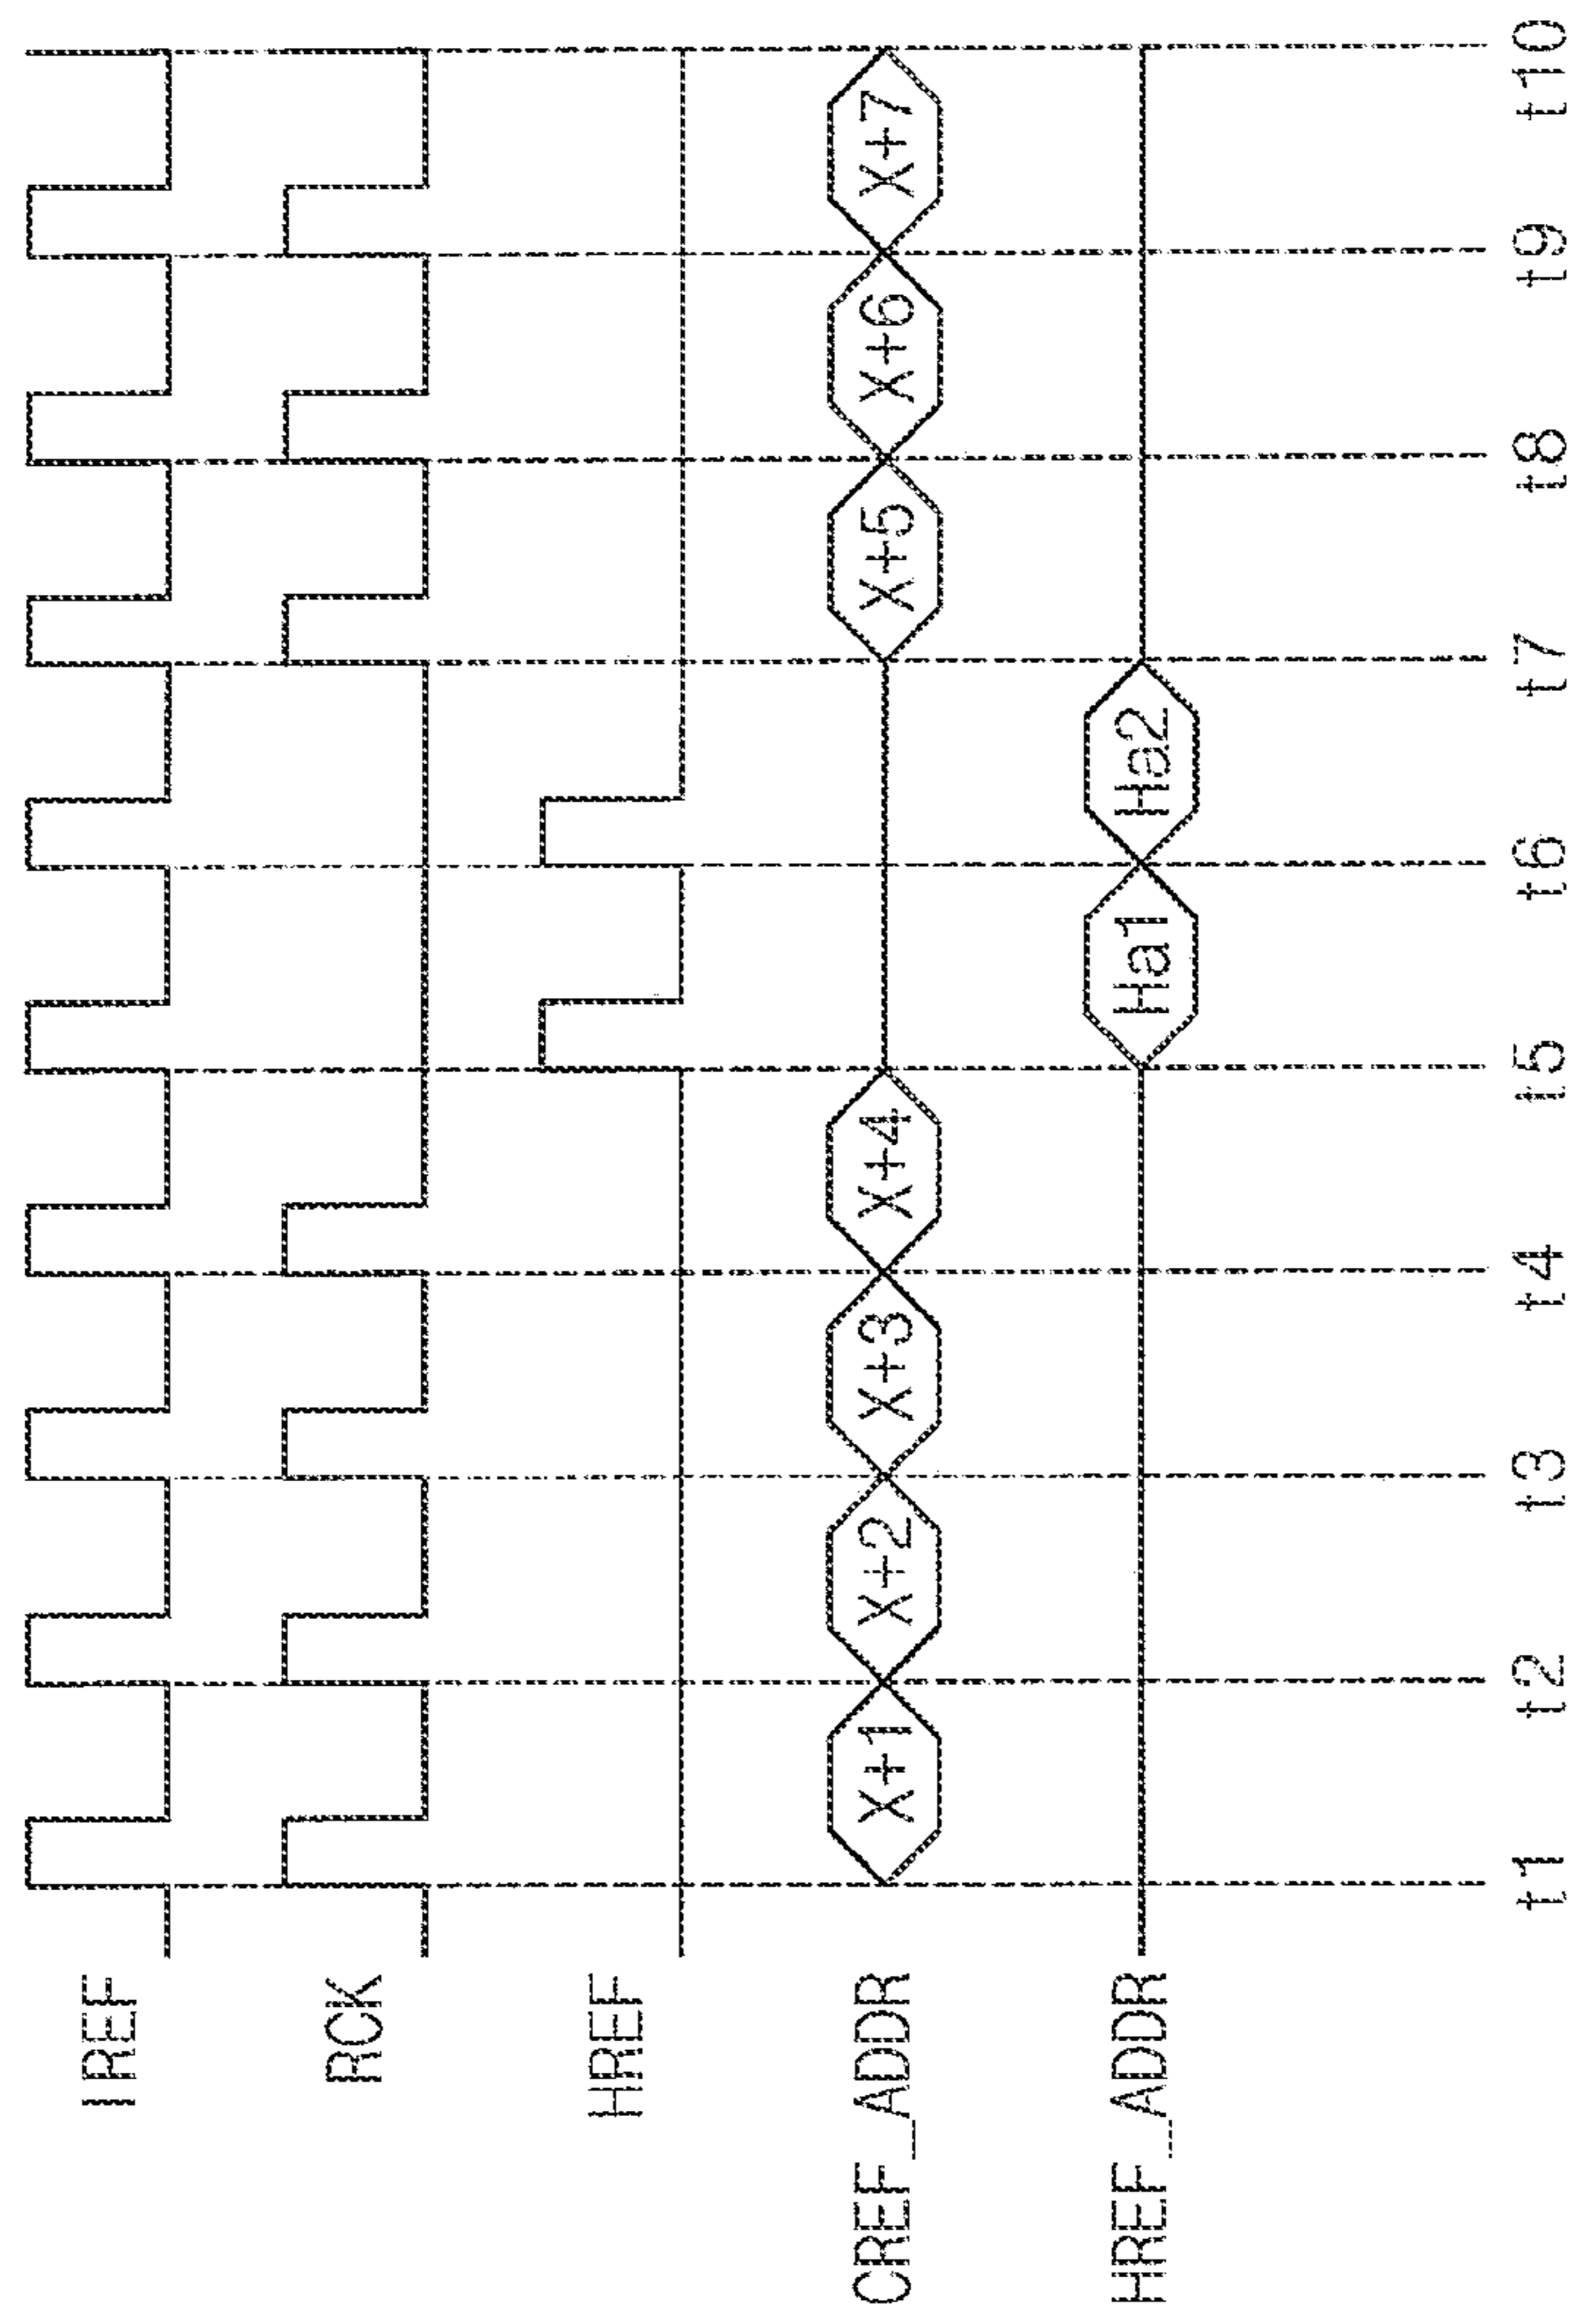 IREF
RCK
HREF
CREF_ADDR X+1 X+2 X+3 X+4 X+5 X+6 X+7
HREF_ADDR Ha1 Ha2
t1 t2 t3 t4 t5 t6 t7 t8 t9 t10